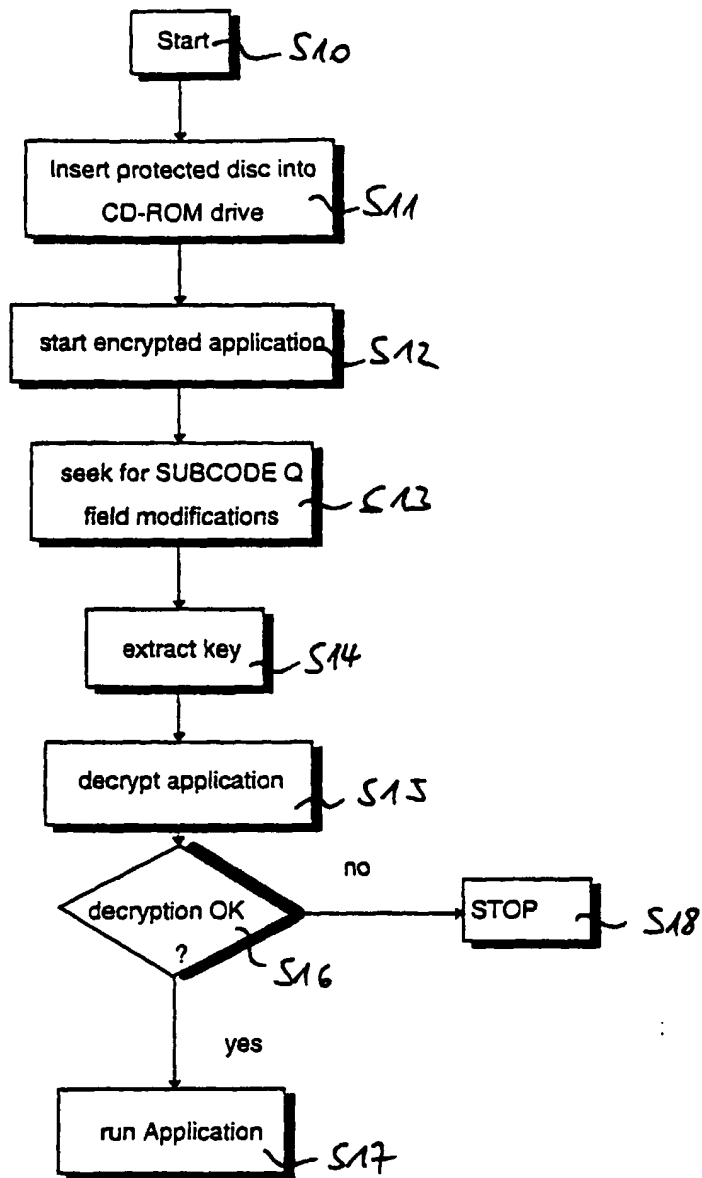 Start S10
Insert protected disc into
CD-ROM drive S11
start encrypted application S12
seek for SUBCODE Q
field modifications S13
extract key S14
decrypt application S15
no
decryption OK
?
S16
STOP S18
yes
run Application S17